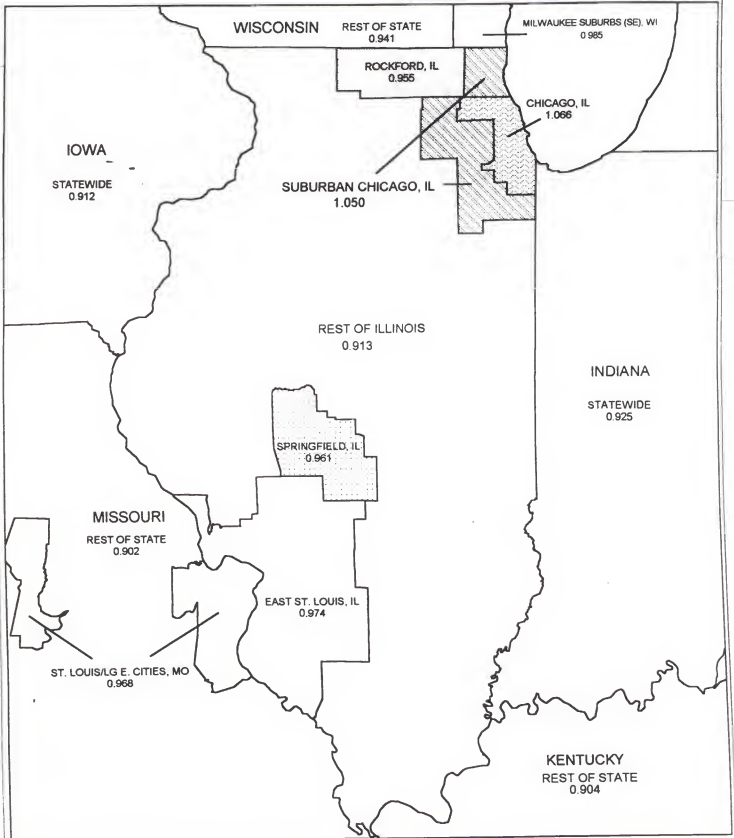 WISCONSIN
REST OF STATE
0.941
MILWAUKEE SUBURBS (SE). WI
0.985
ROCKFORD, IL
0.955
CHICAGO, IL
1.066
IOWA
STATEWIDE
0.912
SUBURBAN CHICAGO, IL
1.050
REST OF ILLINOIS
0.913
INDIANA
STATEWIDE
0.925
SPRINGFIELD, IL
0.961
MISSOURI
REST OF STATE
0.902
EAST ST. LOUIS, IL
0.974
ST. LOUIS/LG E. CITIES, MO
0.968
KENTUCKY
REST OF STATE
0.904